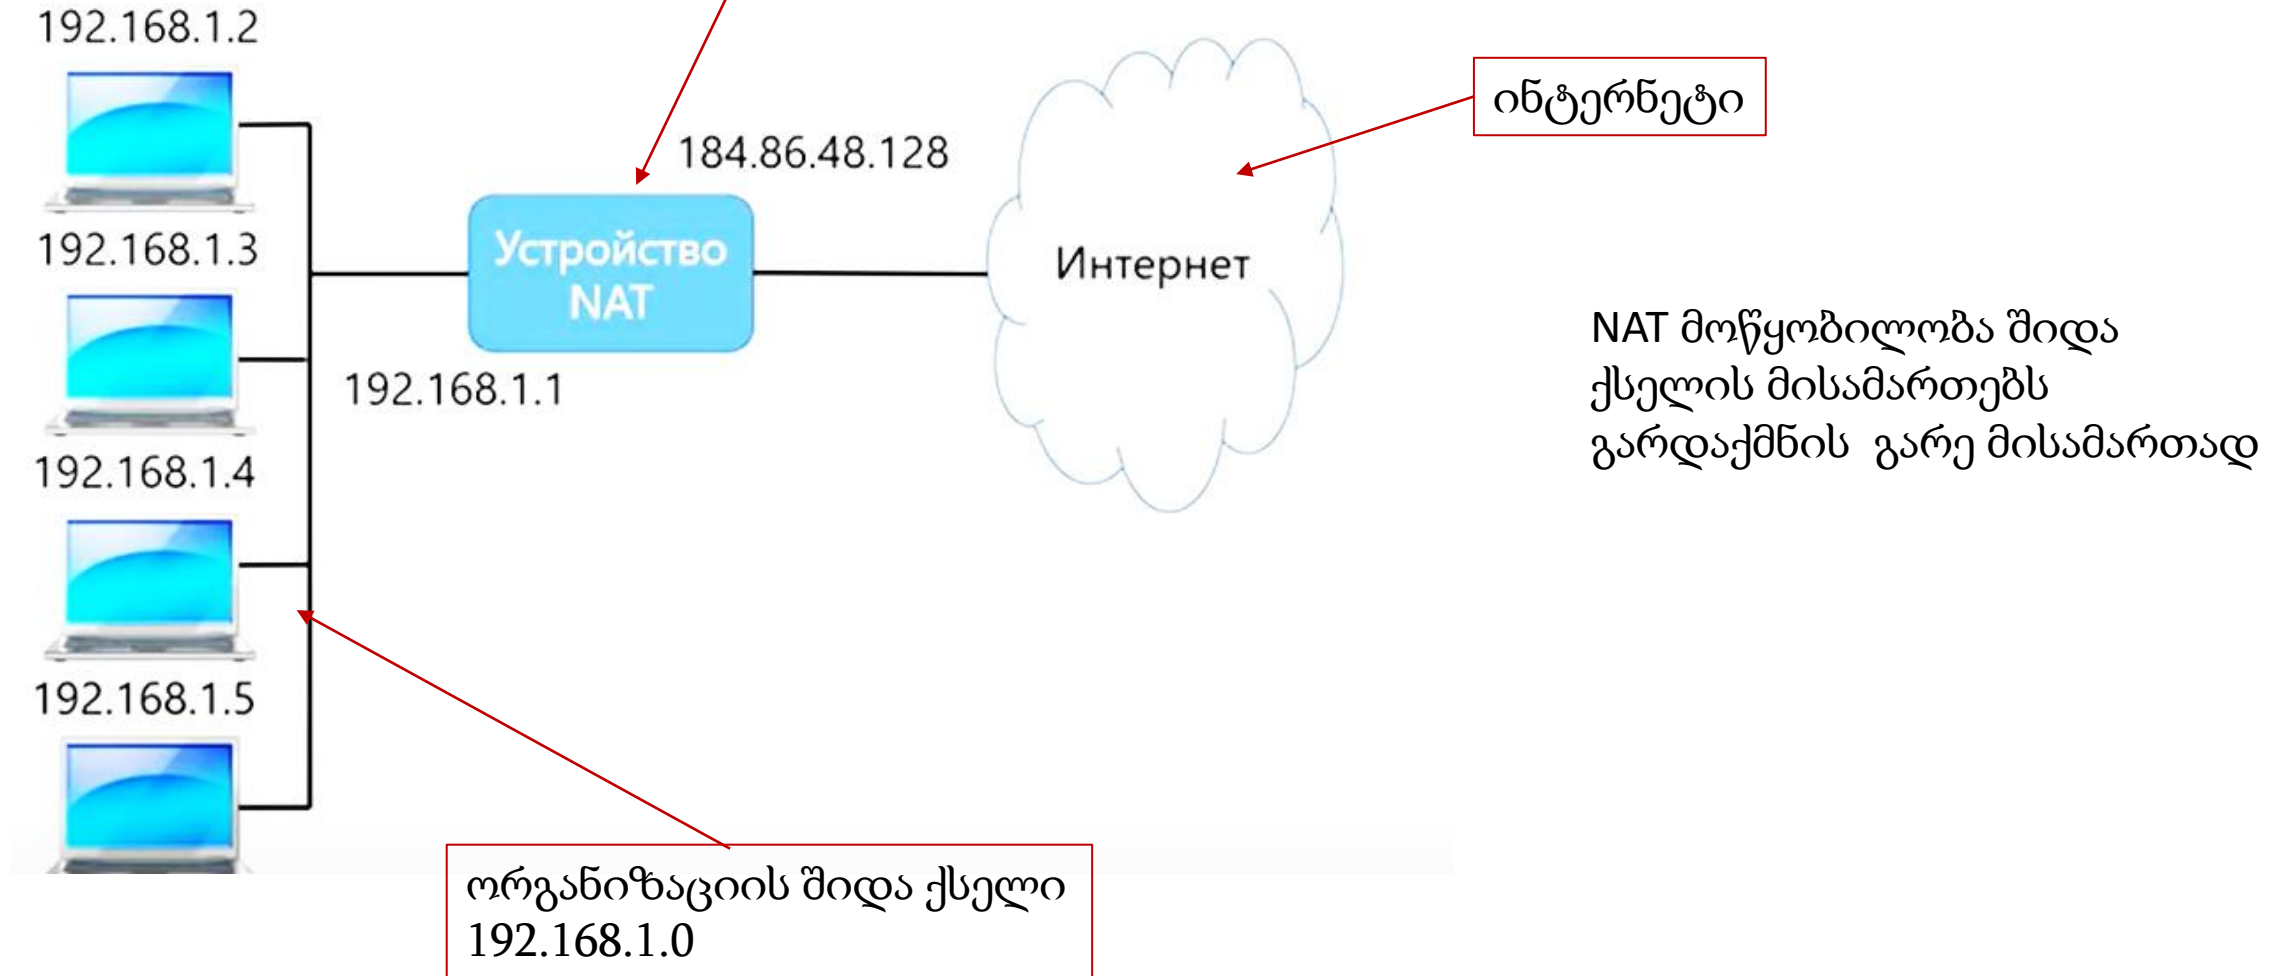 192.168.1.2
ინტერნეტი
184.86.48.128
Устройство
NAT
192.168.1.3
Интернет
NAT მოწყობილობა შიდა
ქსელის მისამართებს
გარდაქმნის გარე მისამართად
192.168.1.1
192.168.1.4
192.168.1.5
ორგანიზაციის შიდა ქსელი
192.168.1.0